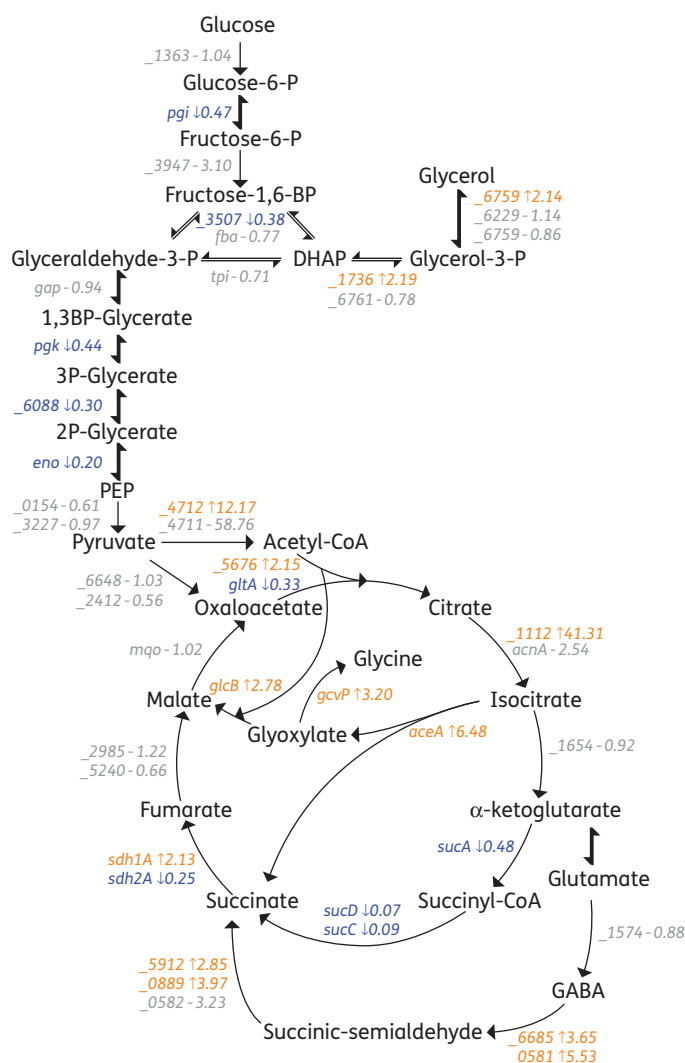 Glucose
_1363 - 1.04
Glucose-6-P
pgi ↓0.47
Fructose-6-P
_3947 - 3.10
Fructose-1,6-BP
Glycerol
_6759 ↑2.14
_6229 - 1.14
_6759 - 0.86
_3507 ↓0.38
fba - 0.77
Glyceraldehyde-3-P
DHAP
Glycerol-3-P
tpi - 0.71
_1736 ↑2.19
_6761 - 0.78
gap - 0.94
1,3BP-Glycerate
pgk ↓0.44
3P-Glycerate
_6088 ↓0.30
2P-Glycerate
eno ↓0.20
PEP
_0154 - 0.61
_3227 - 0.97
_4712 ↑12.17
_4711 - 58.76
Pyruvate
Acetyl-CoA
_6648 - 1.03
_2412 - 0.56
_5676 ↑2.15
gltA ↓0.33
Oxaloacetate
Citrate
_1112 ↑41.31
acnA - 2.54
mqo - 1.02
Glycine
glcB ↑2.78
gcvP ↑3.20
Malate
Isocitrate
Glyoxylate
aceA ↑6.48
_2985 - 1.22
_5240 - 0.66
_1654 - 0.92
Fumarate
α-ketoglutarate
sucA ↓0.48
sdh1A ↑2.13
sdh2A ↓0.25
Glutamate
Succinate
Succinyl-CoA
sucD ↓0.07
sucC ↓0.09
_1574 - 0.88
_5912 ↑2.85
_0889 ↑3.97
_0582 - 3.23
GABA
Succinic-semialdehyde
_6685 ↑3.65
_0581 ↑5.53